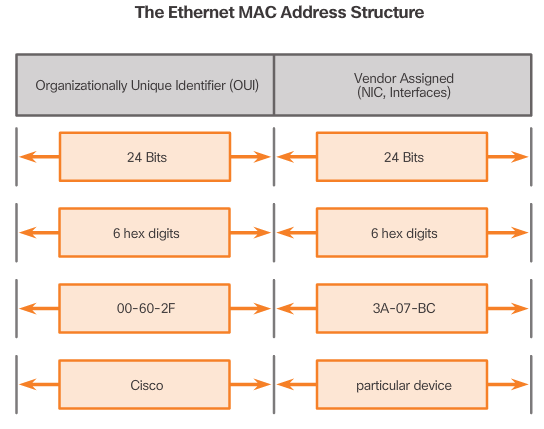 The Ethernet MAC Address Structure
Organizationally Unique Identifier (OUI)
Vendor Assigned
(NIC, Interfaces)
24 Bits
24 Bits
6 hex digits
6 hex digits
00-60-2F
3A-07-BC
Cisco
particular device